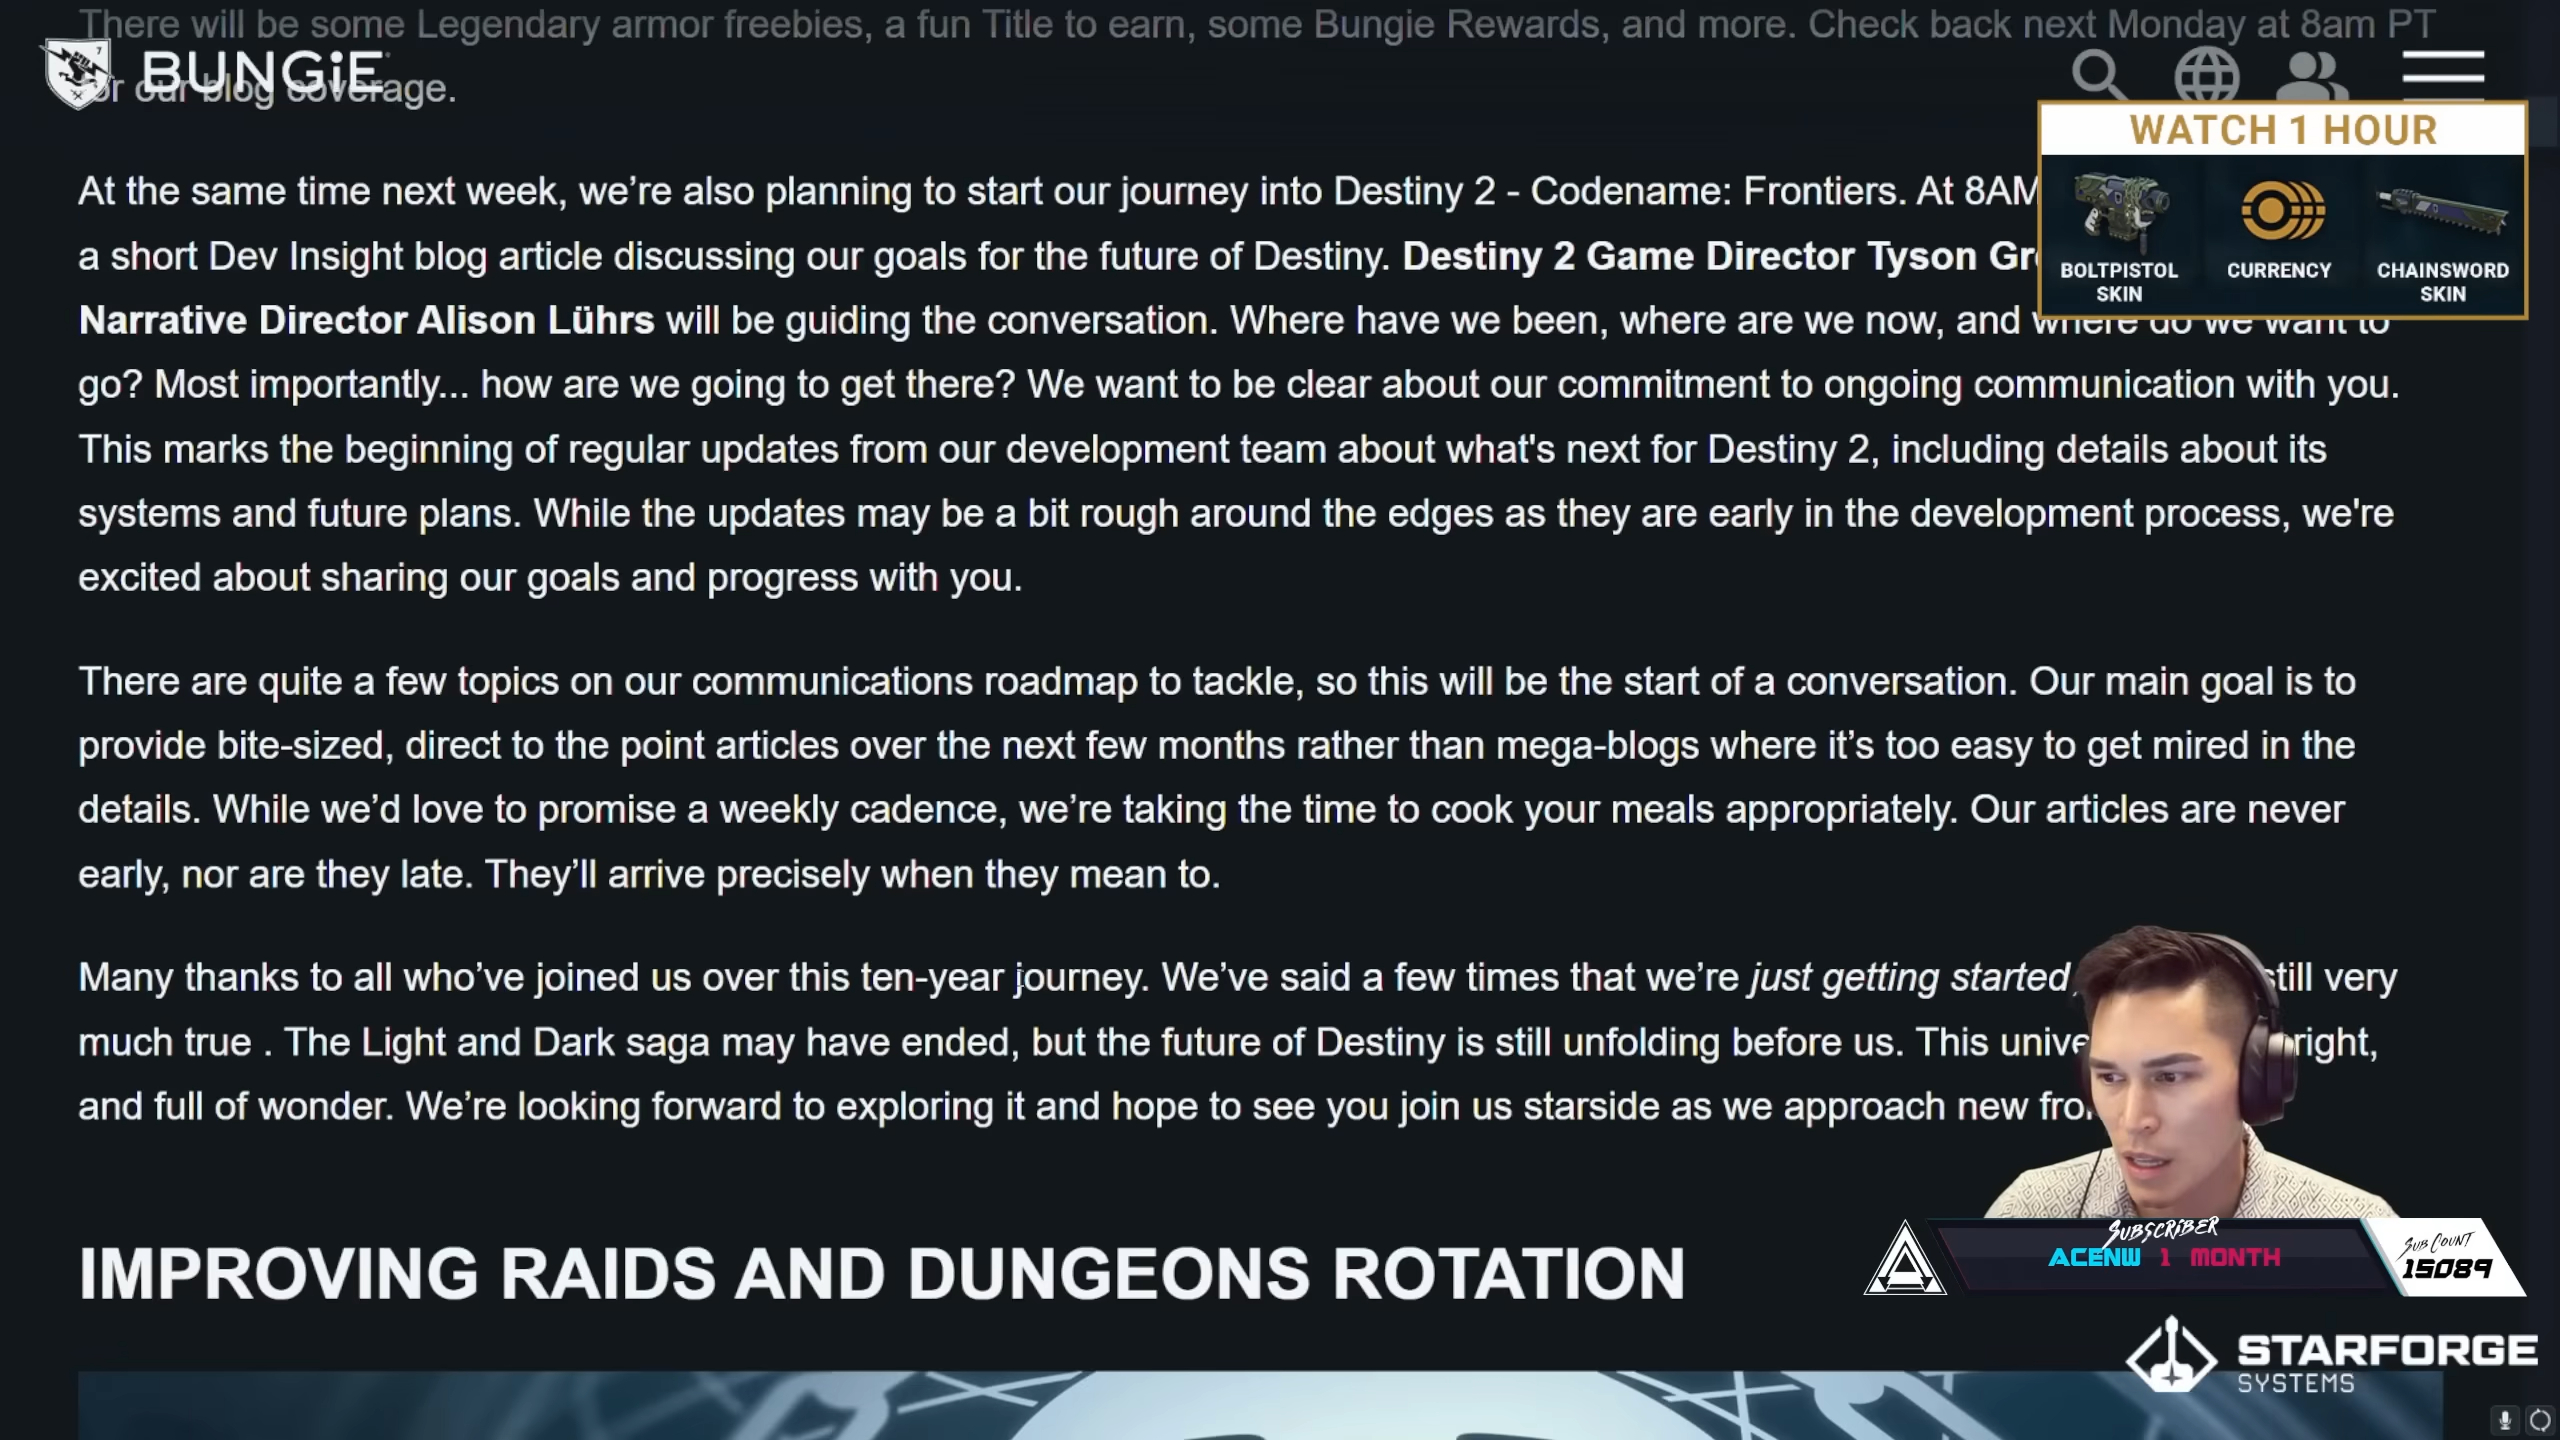 There will be some Legendary armor freebies, a fun Title to earn, some Bungie Rewards, and more. Check back next Monday at 8am PT
BUNGiE
our blog coverage.
WATCH 1 HOUR
BOLTPISTOL SKIN
CURRENCY
CHAINSWORD SKIN
At the same time next week, we’re also planning to start our journey into Destiny 2 - Codename: Frontiers. At 8AM
a short Dev Insight blog article discussing our goals for the future of Destiny. Destiny 2 Game Director Tyson
Narrative Director Alison Lührs will be guiding the conversation. Where have we been, where are we now, and where do we want to
go? Most importantly... how are we going to get there? We want to be clear about our commitment to ongoing communication with you.
This marks the beginning of regular updates from our development team about what's next for Destiny 2, including details about its
systems and future plans. While the updates may be a bit rough around the edges as they are early in the development process, we're
excited about sharing our goals and progress with you.
There are quite a few topics on our communications roadmap to tackle, so this will be the start of a conversation. Our main goal is to
provide bite-sized, direct to the point articles over the next few months rather than mega-blogs where it’s too easy to get mired in the
details. While we’d love to promise a weekly cadence, we’re taking the time to cook your meals appropriately. Our articles are never
early, nor are they late. They’ll arrive precisely when they mean to.
Many thanks to all who’ve joined us over this ten-year journey. We’ve said a few times that we’re just getting started still very
much true . The Light and Dark saga may have ended, but the future of Destiny is still unfolding before us. This
and full of wonder. We’re looking forward to exploring it and hope to see you join us starside as we approach new
IMPROVING RAIDS AND DUNGEONS ROTATION
SUBSCRIBER
ACENW 1 MONTH
SUB COUNT
15089
STARFORGE
SYSTEMS